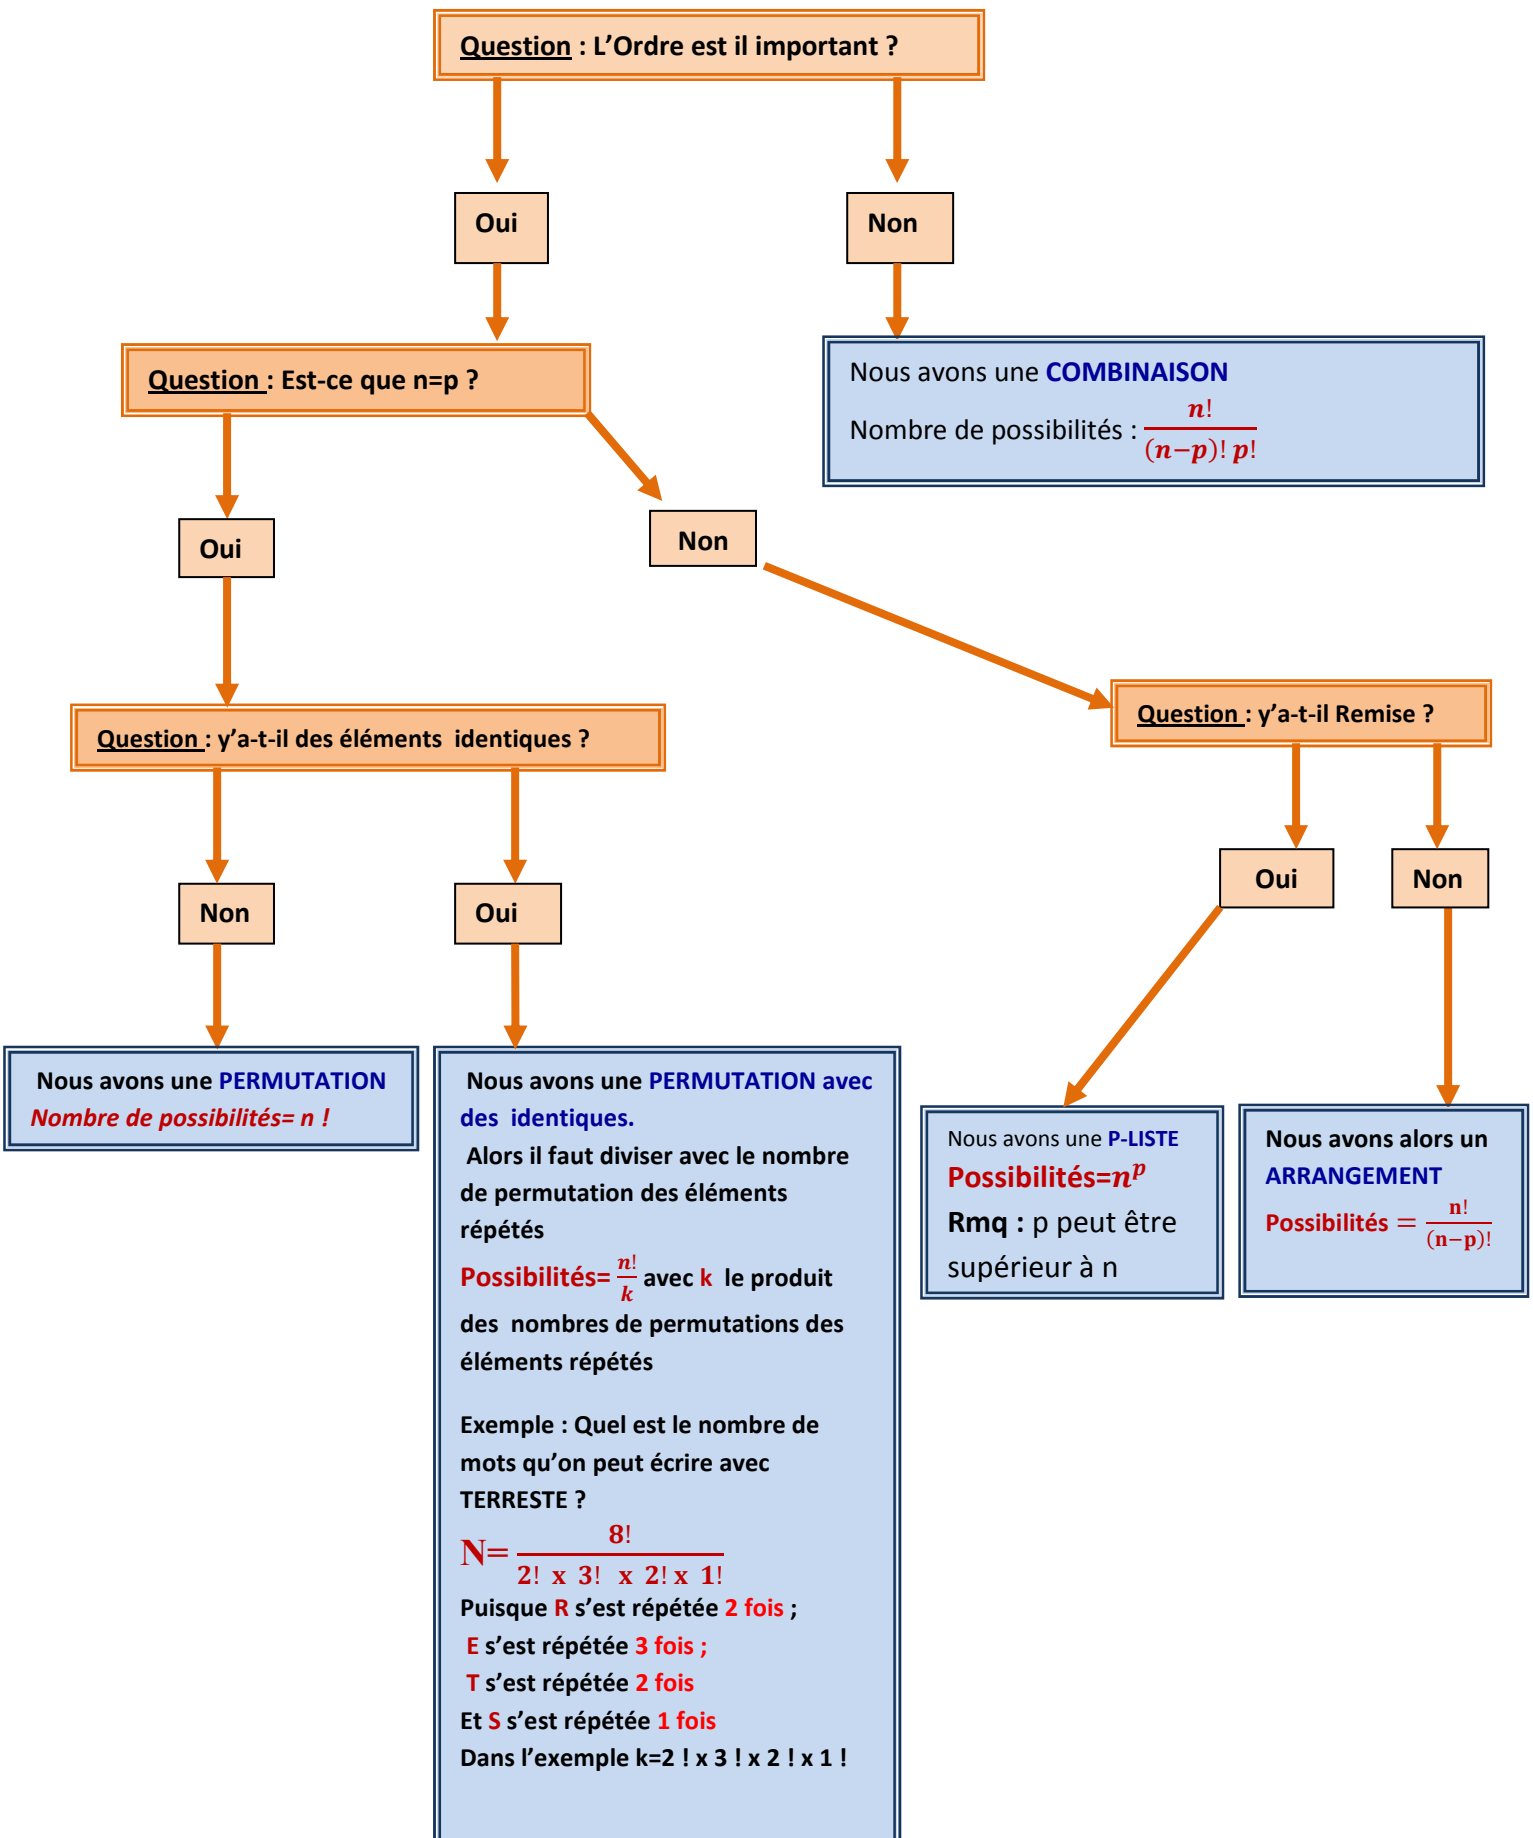 Question : L’Ordre est il important ?
Oui
Non
Question : Est-ce que n=p ?
Nous avons une COMBINAISON
Nombre de possibilités : n! / (n−p)! p!
Oui
Non
Question : y’a-t-il des éléments identiques ?
Question : y’a-t-il Remise ?
Non
Oui
Oui
Non
Nous avons une PERMUTATION
Nombre de possibilités= n !
Nous avons une PERMUTATION avec
des identiques.
Alors il faut diviser avec le nombre
de permutation des éléments
répétés
Possibilités= n!/k avec k le produit
des nombres de permutations des
éléments répétés
Exemple : Quel est le nombre de
mots qu’on peut écrire avec
TERRESTE ?
N= 8! / 2! x 3! x 2! x 1!
Puisque R s’est répétée 2 fois ;
E s’est répétée 3 fois ;
T s’est répétée 2 fois
Et S s’est répétée 1 fois
Dans l’exemple k=2 ! x 3 ! x 2 ! x 1 !
Nous avons une P-LISTE
Possibilités=n^p
Rmq : p peut être
supérieur à n
Nous avons alors un
ARRANGEMENT
Possibilités = n! / (n−p)!